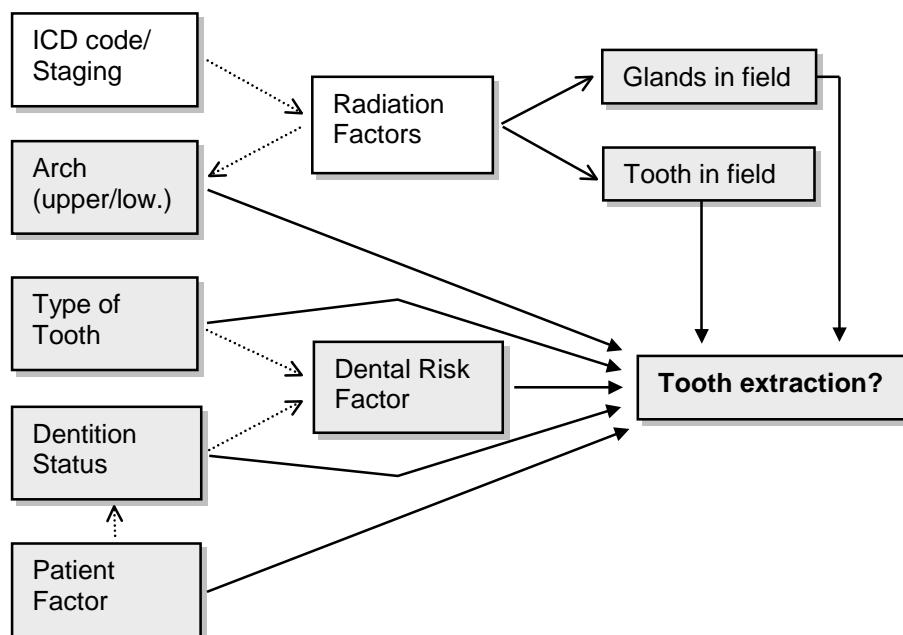 ICD code/
Staging
Radiation
Factors
Glands in field
Tooth in field
Arch
(upper/low.)
Type of
Tooth
Dental Risk
Factor
Tooth extraction?
Dentition
Status
Patient
Factor